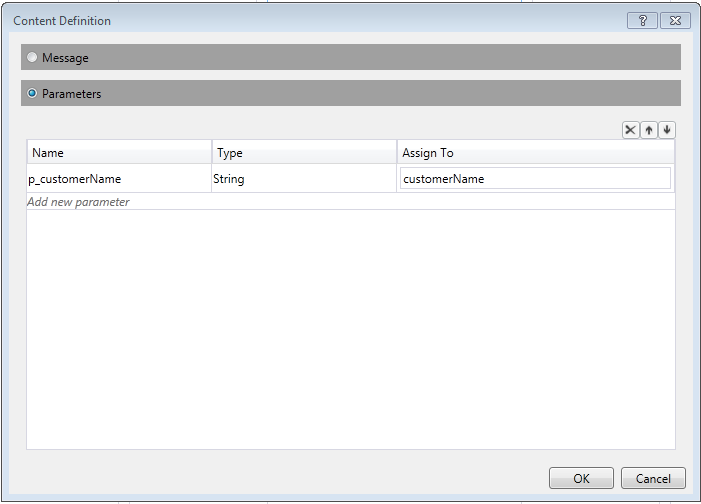 Content Definition
?
Message
Parameters
Name Type Assign To
p_customerName String customerName
Add new parameter
OK Cancel